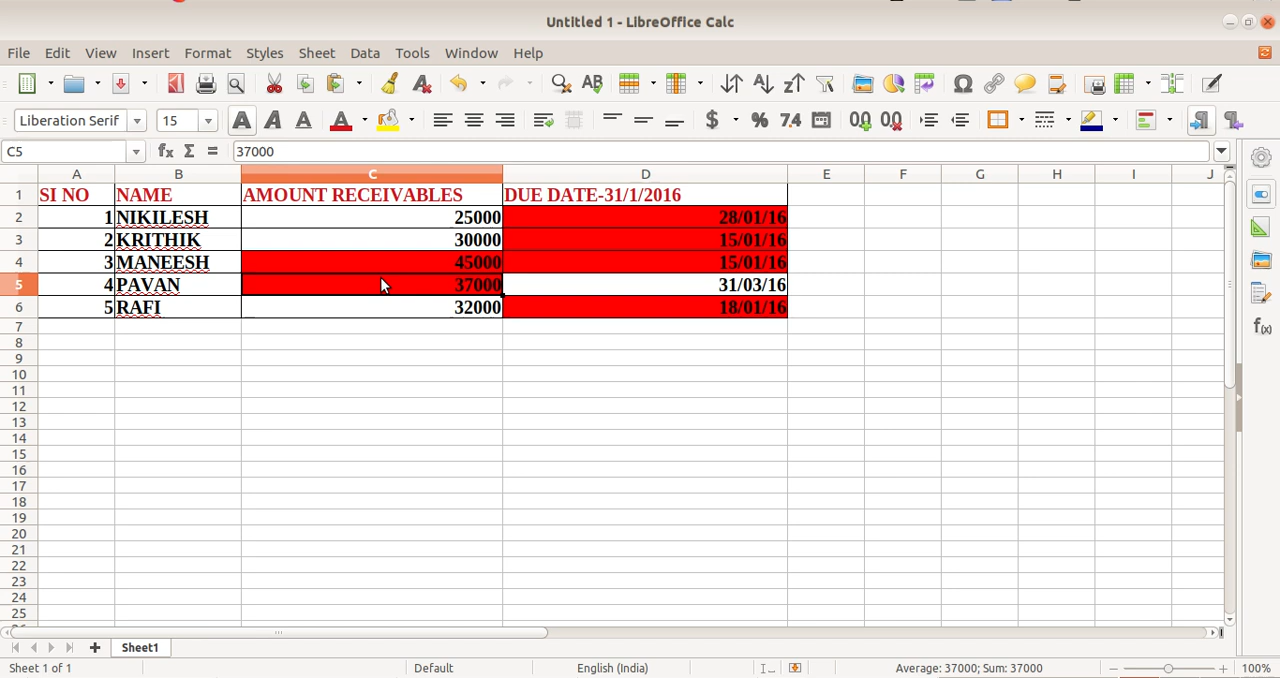 Untitled 1 - LibreOffice Calc
File Edit View Insert Format Styles Sheet Data Tools Window Help
Liberation Serif 15
C5 37000
A B C D E F G H I J
1 SI NO NAME AMOUNT RECEIVABLES DUE DATE-31/1/2016
2 1 NIKILESH 25000 28/01/16
3 2 KRITHIK 30000 15/01/16
4 3 MANEESH 45000 15/01/16
5 4 PAVAN 37000 31/03/16
6 5 RAFI 32000 18/01/16
7
8
9
10
11
12
13
14
15
16
17
18
19
20
21
22
23
24
25
Sheet1
Sheet 1 of 1 Default English (India) Average: 37000; Sum: 37000 100%